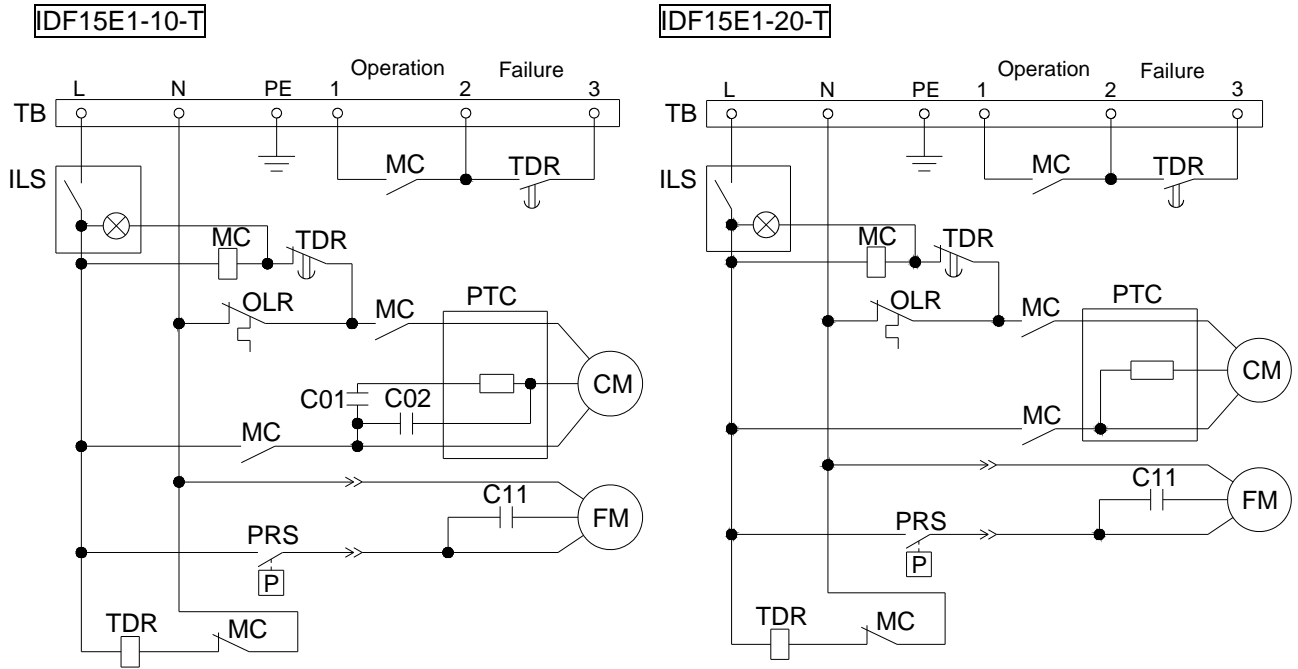 IDF15E1-10-T
Operation Failure
L N PE 1 2 3
TB
MC TDR
ILS
MC TDR
OLR MC PTC
CM
C01 C02
MC
C11
FM
PRS
P
TDR MC
IDF15E1-20-T
Operation Failure
L N PE 1 2 3
TB
MC TDR
ILS
MC TDR
OLR MC PTC
CM
MC
C11
FM
PRS
P
TDR MC